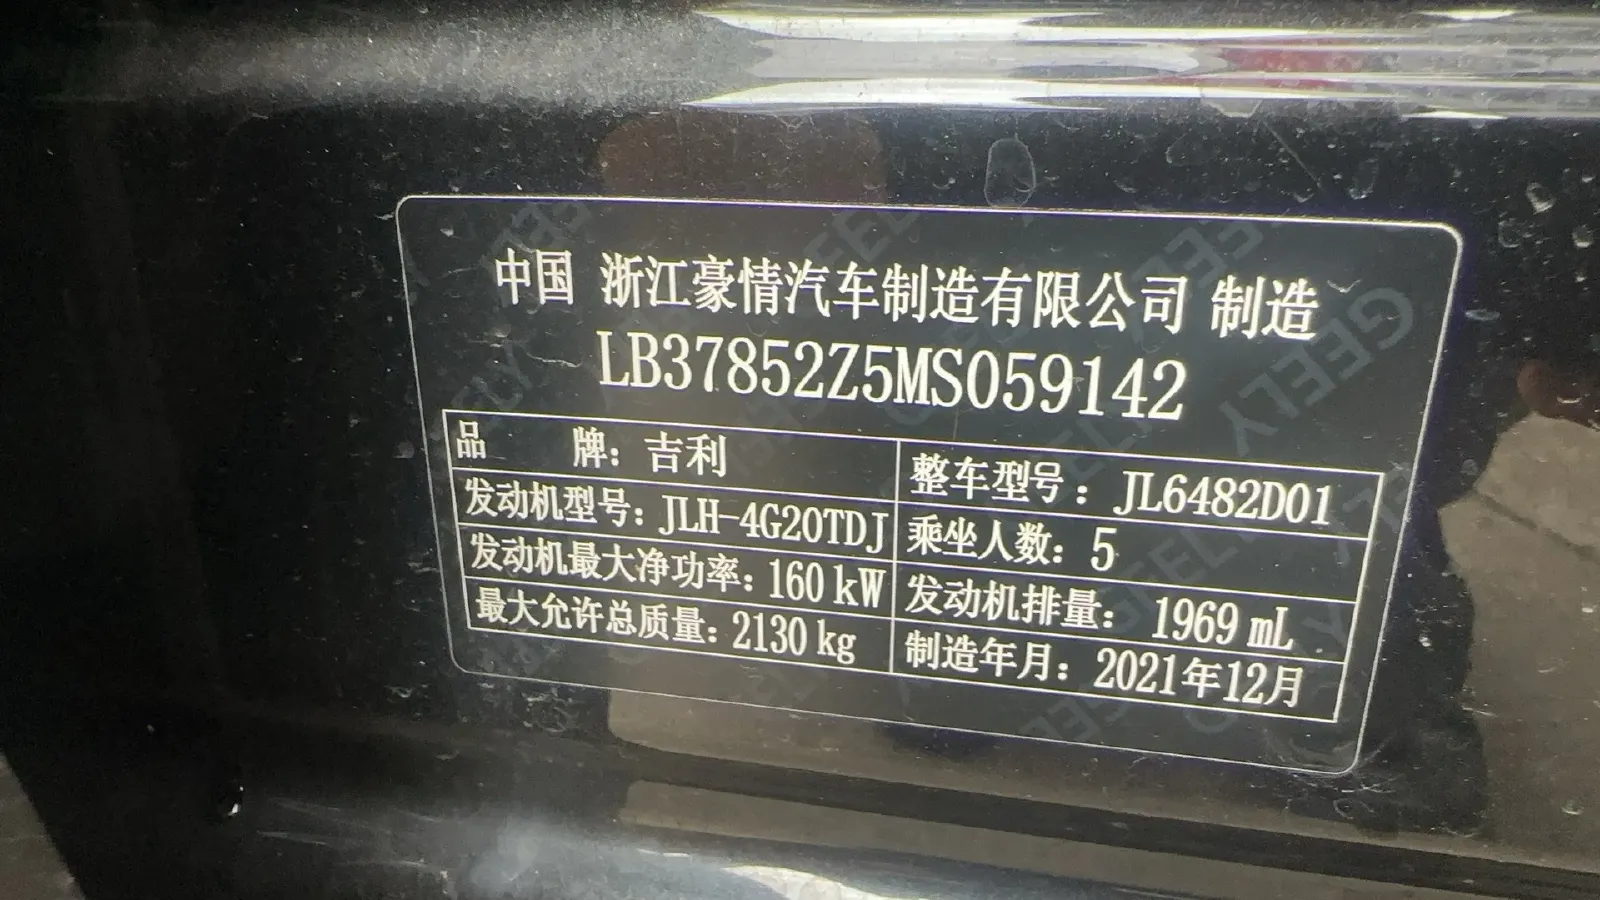 中国 浙江豪情汽车制造有限公司 制造
LB37852Z5MS059142
品 牌：吉利 整车型号：JL6482D01
发动机型号：JLH-4G20TDJ 乘坐人数：5
发动机最大净功率：160 kW 发动机排量：1969 mL
最大允许总质量：2130 kg 制造年月：2021年12月
GEELY